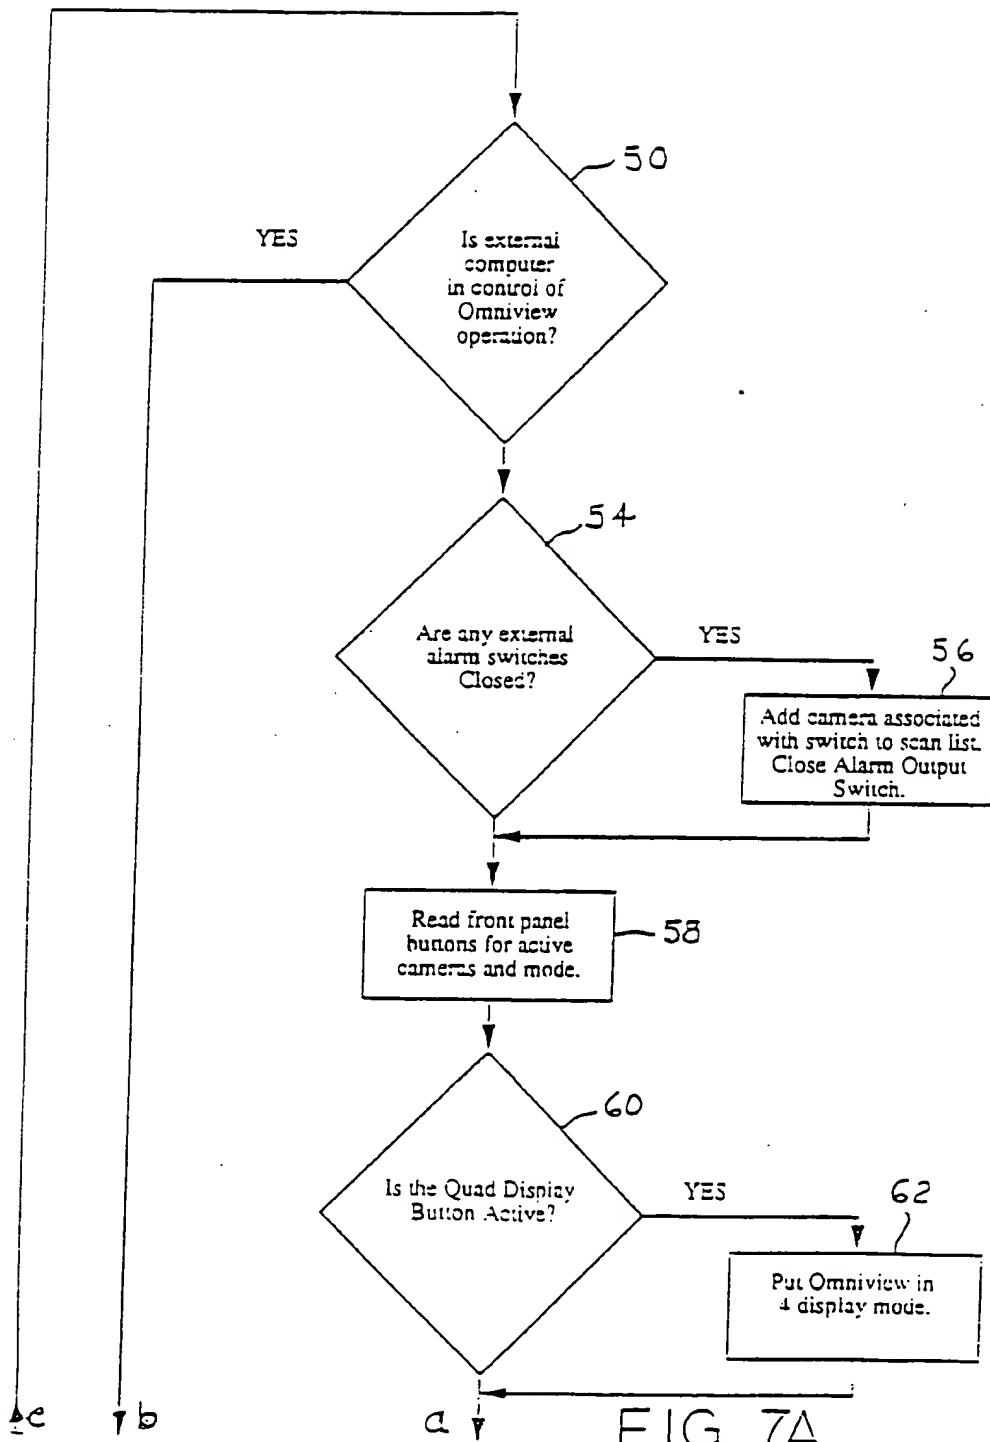 50
YES
Is external
computer
in control of
Omniview
operation?
54
Are any external
alarm switches
Closed?
YES
56
Add camera associated
with switch to scan list.
Close Alarm Output
Switch.
Read front panel
buttons for active
cameras and mode.
58
60
Is the Quad Display
Button Active?
YES
62
Put Omniview in
4 display mode.
c
b
a
FIG 7A